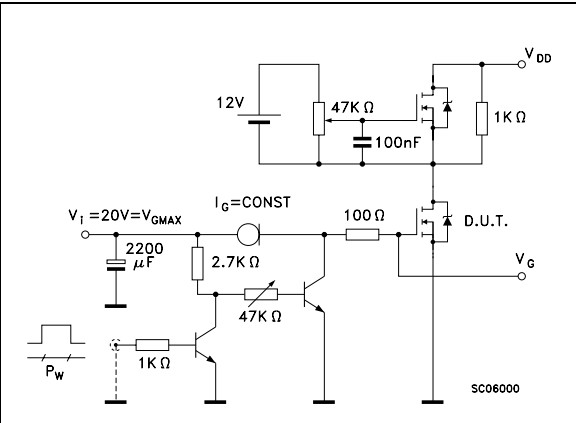 V DD
12V
47K Ω
1K Ω
100nF
I G =CONST
V i =20V=V GMAX
100 Ω
D.U.T.
2200
μF
2.7K Ω
V G
47K Ω
1K Ω
P W
SC06000